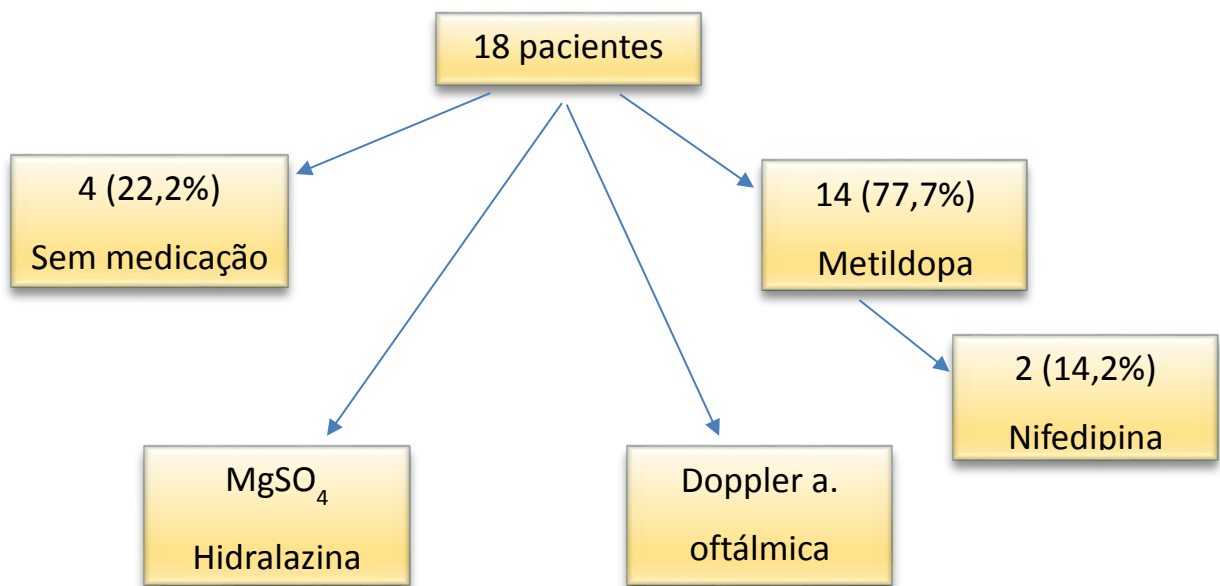 18 pacientes
4 (22,2%)
Sem medicação
14 (77,7%)
Metildopa
2 (14,2%)
Nifedipina
MgSO₄
Hidralazina
Doppler a.
oftálmica